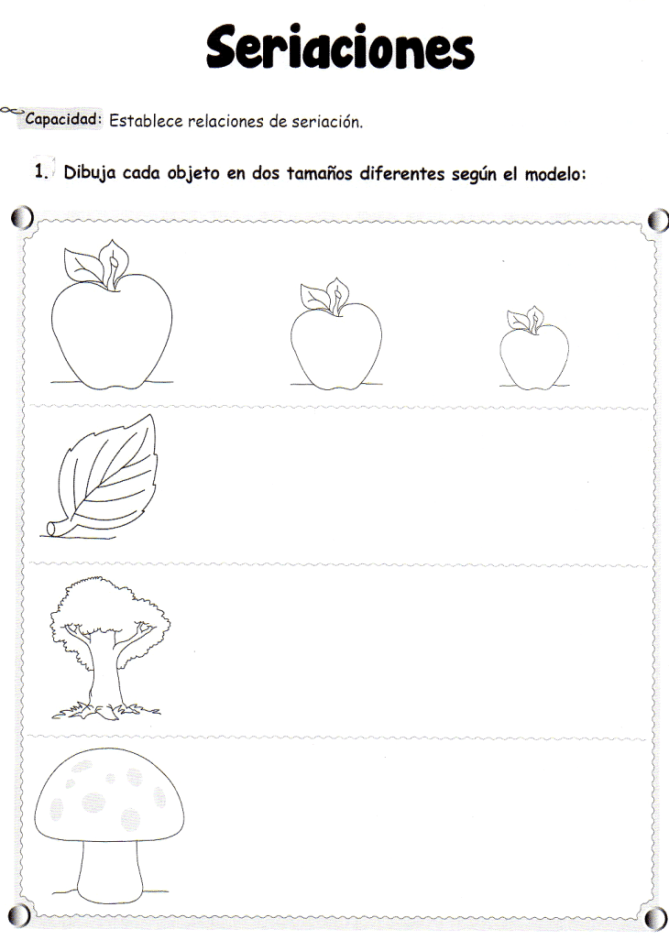 Seriaciones
Capacidad: Establece relaciones de seriación.
1. Dibuja cada objeto en dos tamaños diferentes según el modelo: